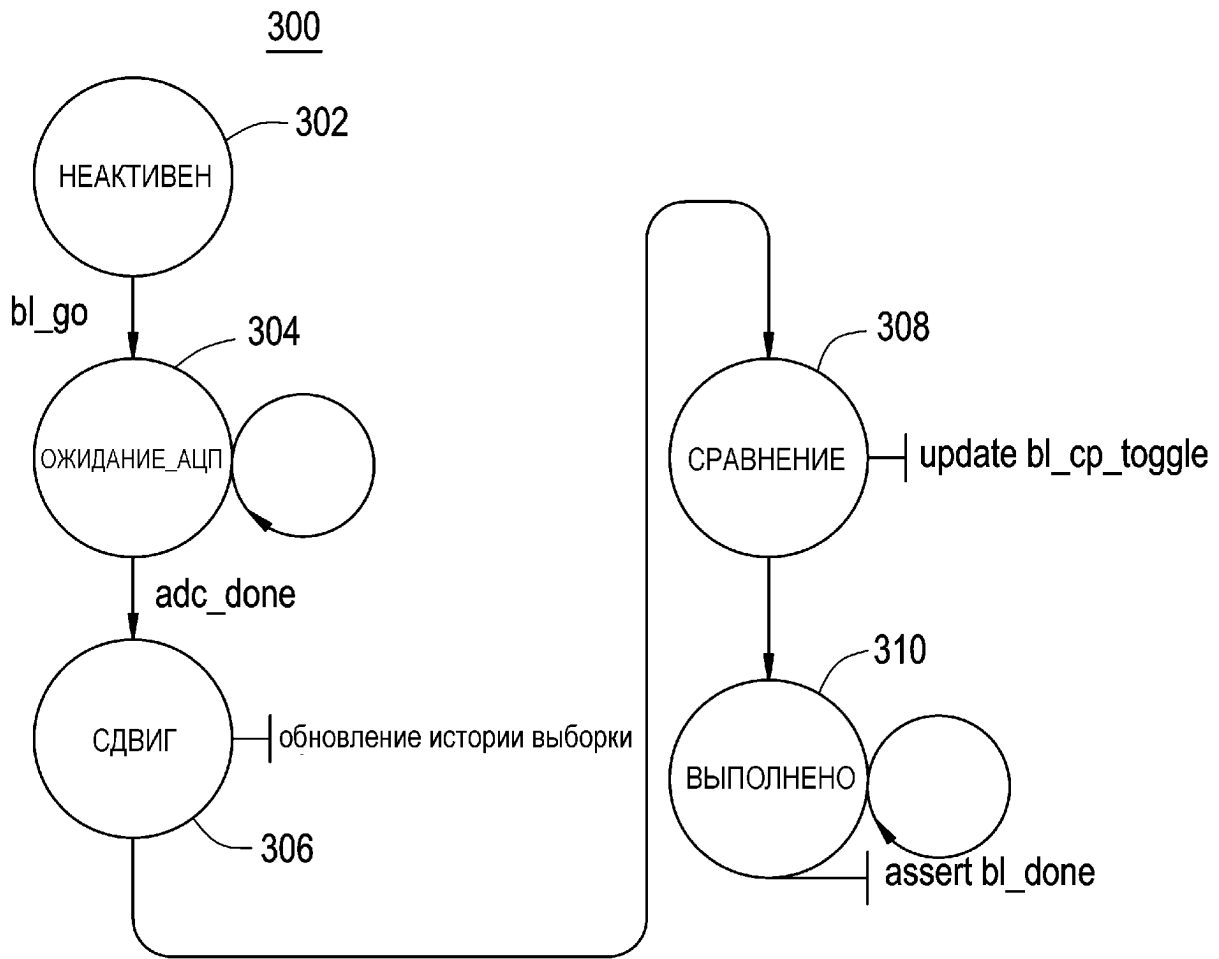 300
302
НЕАКТИВЕН
bl_go
304
308
ОЖИДАНИЕ_АЦП
СРАВНЕНИЕ
update bl_cp_toggle
adc_done
310
СДВИГ
обновление истории выборки
ВЫПОЛНЕНО
306
assert bl_done